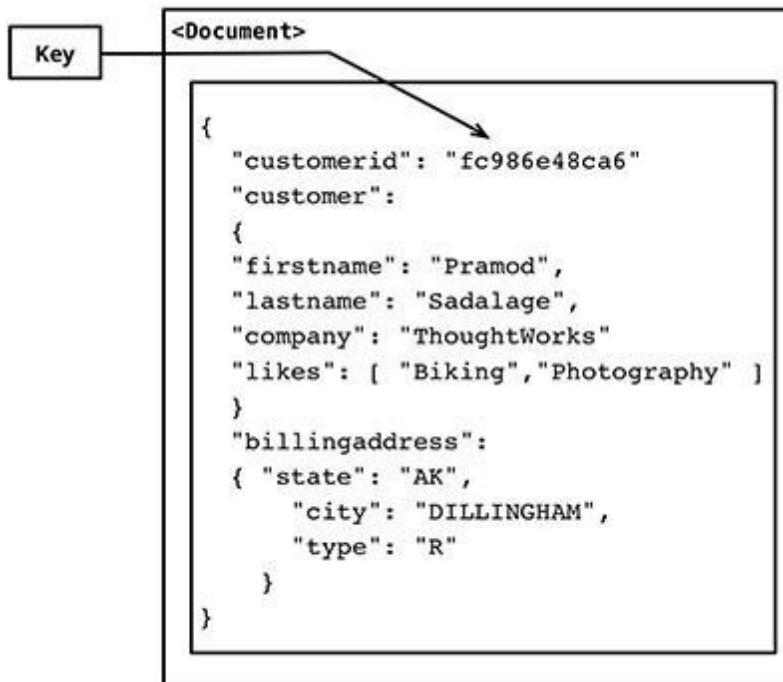 <Document>
Key
{
"customerid": "fc986e48ca6"
"customer":
{
"firstname": "Pramod",
"lastname": "Sadalage",
"company": "ThoughtWorks"
"likes": [ "Biking","Photography" ]
}
"billingaddress":
{ "state": "AK",
"city": "DILLINGHAM",
"type": "R"
}
}